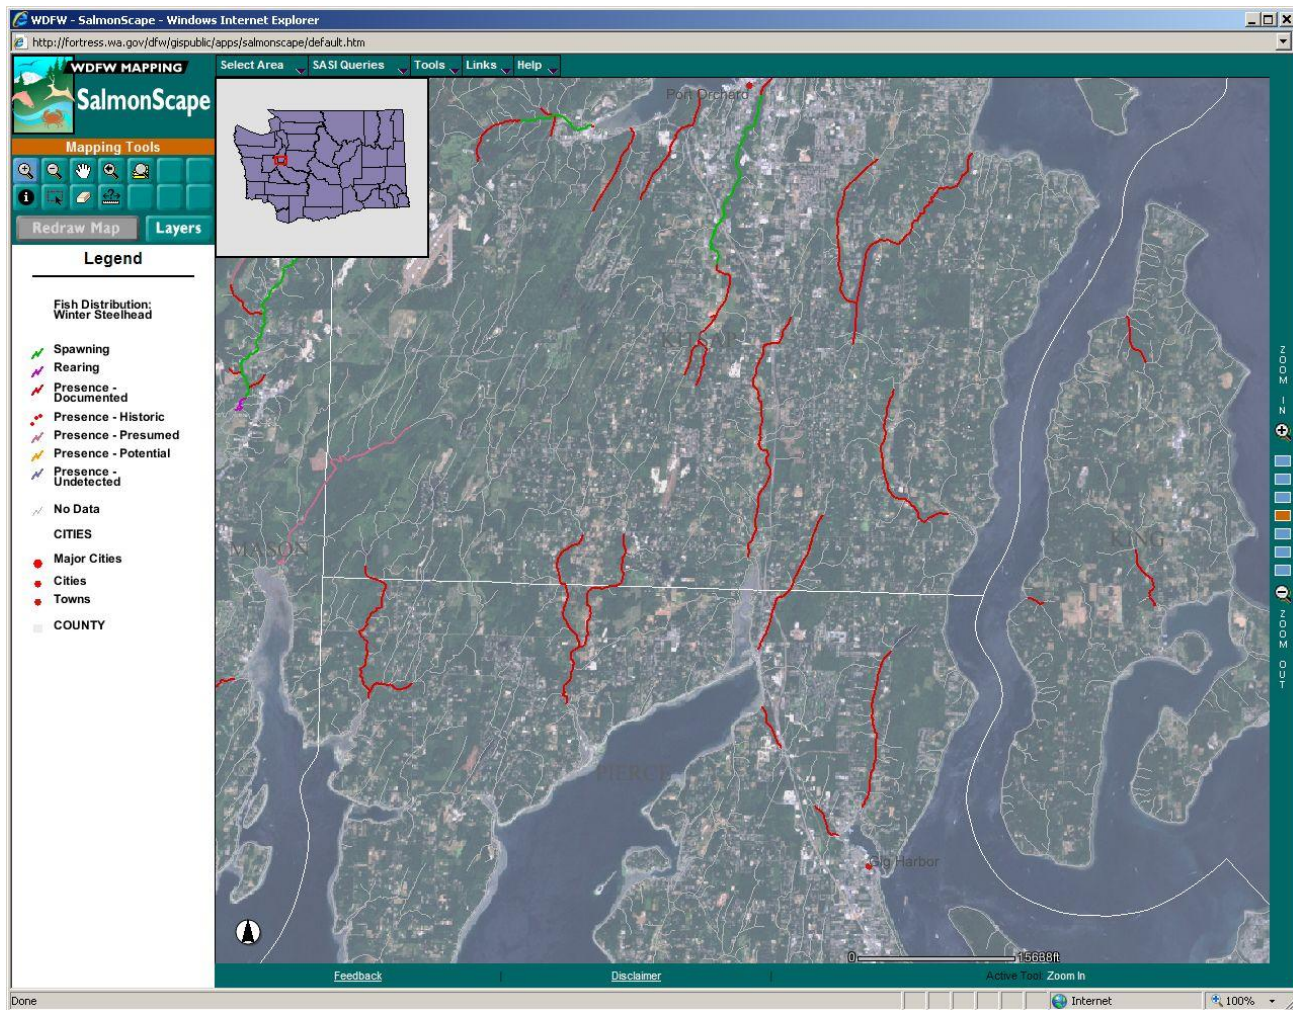 WDFW - SalmonScape - Windows Internet Explorer
http://fortress.wa.gov/dfw/gispublic/apps/salmonscape/default.htm
WDFW MAPPING
SalmonScape
Select Area
SASI Queries
Tools
Links
Help
Mapping Tools
Redraw Map
Layers
Legend
Fish Distribution:
Winter Steelhead
Spawning
Rearing
Presence -
Documented
Presence - Historic
Presence - Presumed
Presence - Potential
Presence -
Undetected
No Data
CITIES
Major Cities
Cities
Towns
COUNTY
Port Orchard
KITSAP
MASON
KING
PIERCE
Gig Harbor
ZOOM IN
ZOOM OUT
0
15688ft
Feedback
|
Disclaimer
|
Active Tool: Zoom In
Done
Internet
100%